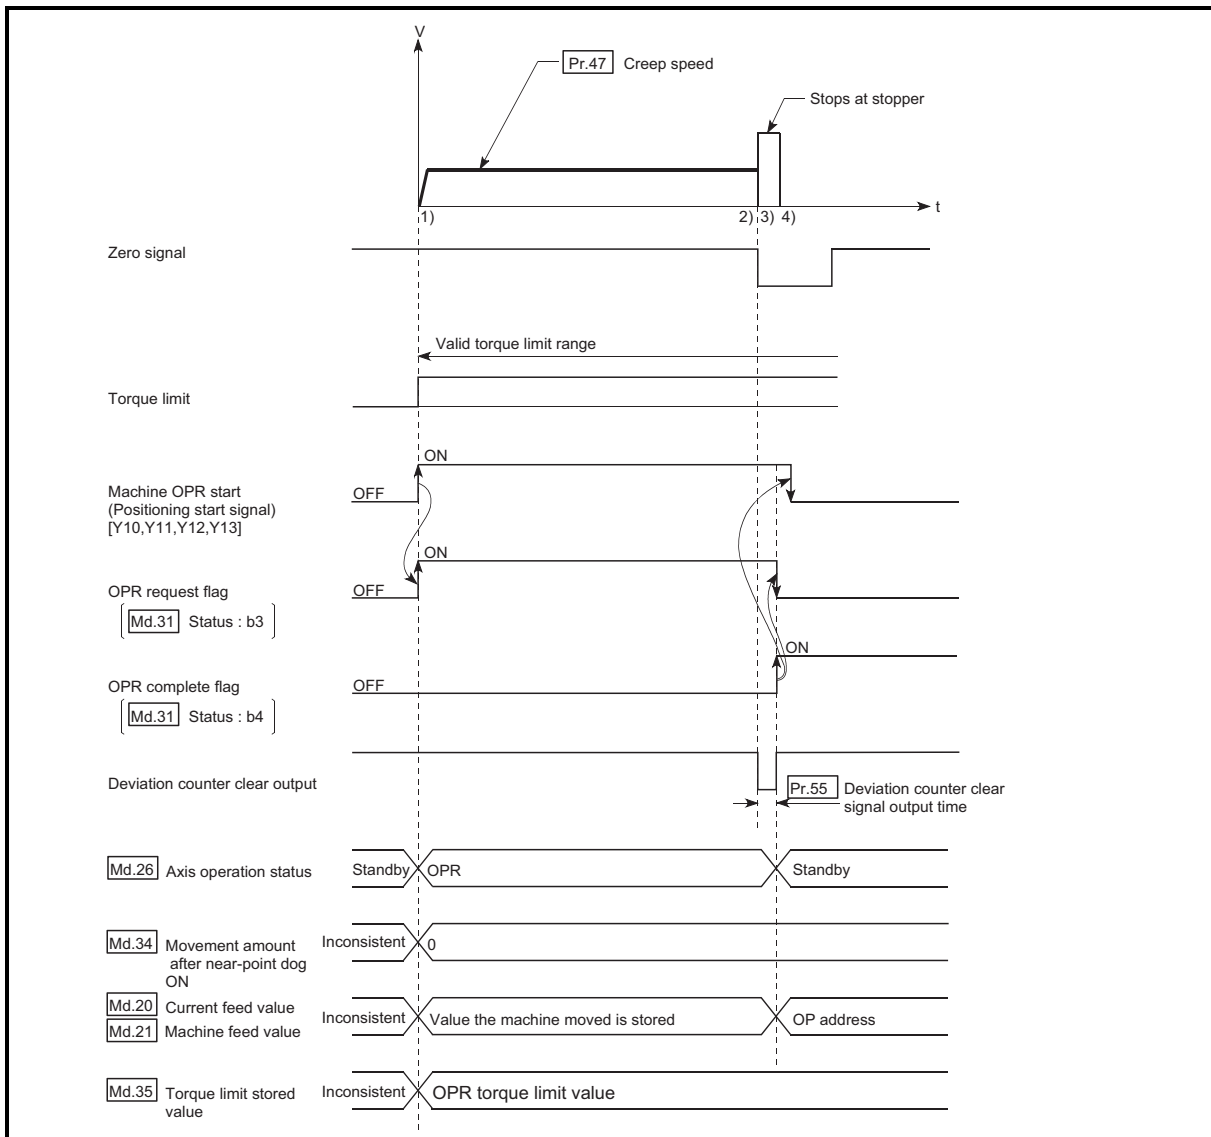 V
Pr.47 Creep speed
Stops at stopper
t
1)
2) 3) 4)
Zero signal
Valid torque limit range
Torque limit
ON
Machine OPR start
(Positioning start signal)
[Y10,Y11,Y12,Y13]
OFF
ON
OPR request flag
OFF
Md.31 Status : b3
ON
OPR complete flag
OFF
Md.31 Status : b4
Deviation counter clear output
Pr.55 Deviation counter clear
signal output time
Md.26 Axis operation status
Standby
OPR
Standby
Md.34 Movement amount
after near-point dog
ON
Inconsistent
0
Md.20 Current feed value
Md.21 Machine feed value
Inconsistent
Value the machine moved is stored
OP address
Md.35 Torque limit stored
value
Inconsistent
OPR torque limit value